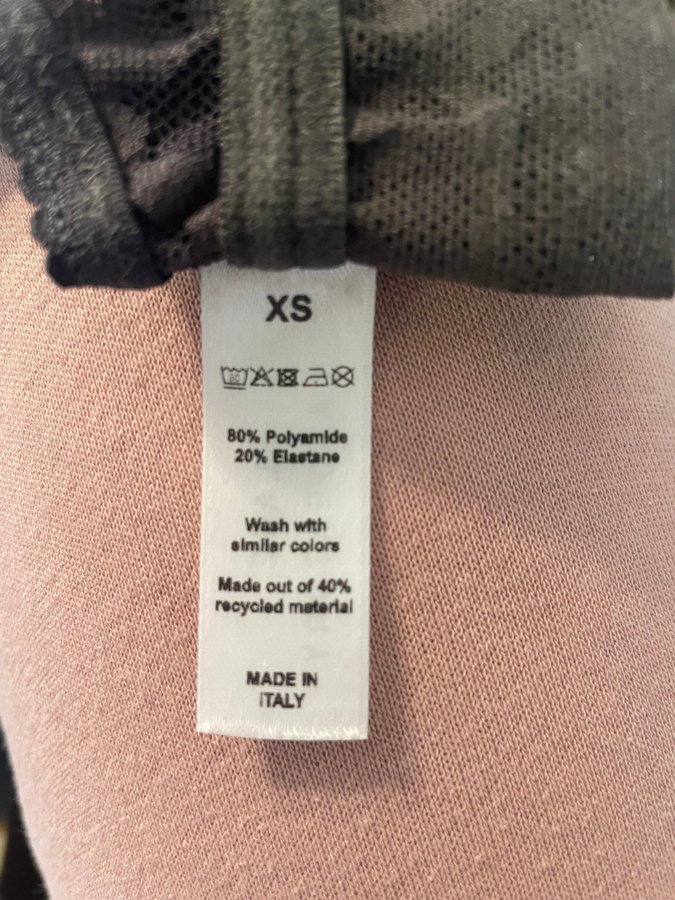 XS
80% Polyamide
20% Elastane
Wash with
similar colors
Made out of 40%
recycled material
MADE IN
ITALY